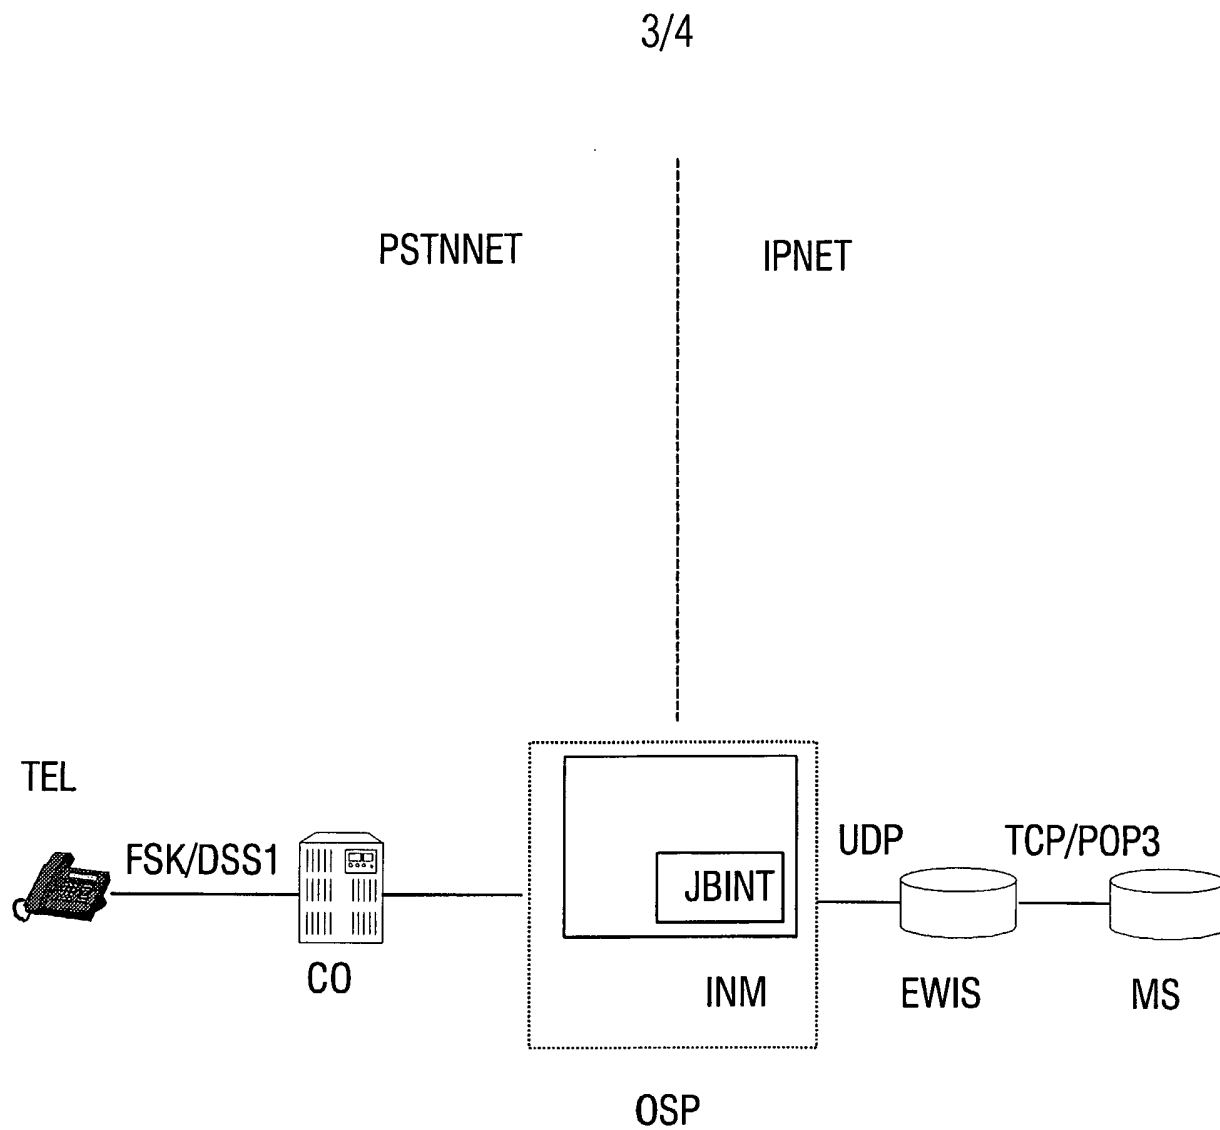 3/4
PSTNNET
IPNET
TEL
FSK/DSS1
UDP
TCP/POP3
JBINT
CO
INM
EWIS
MS
OSP